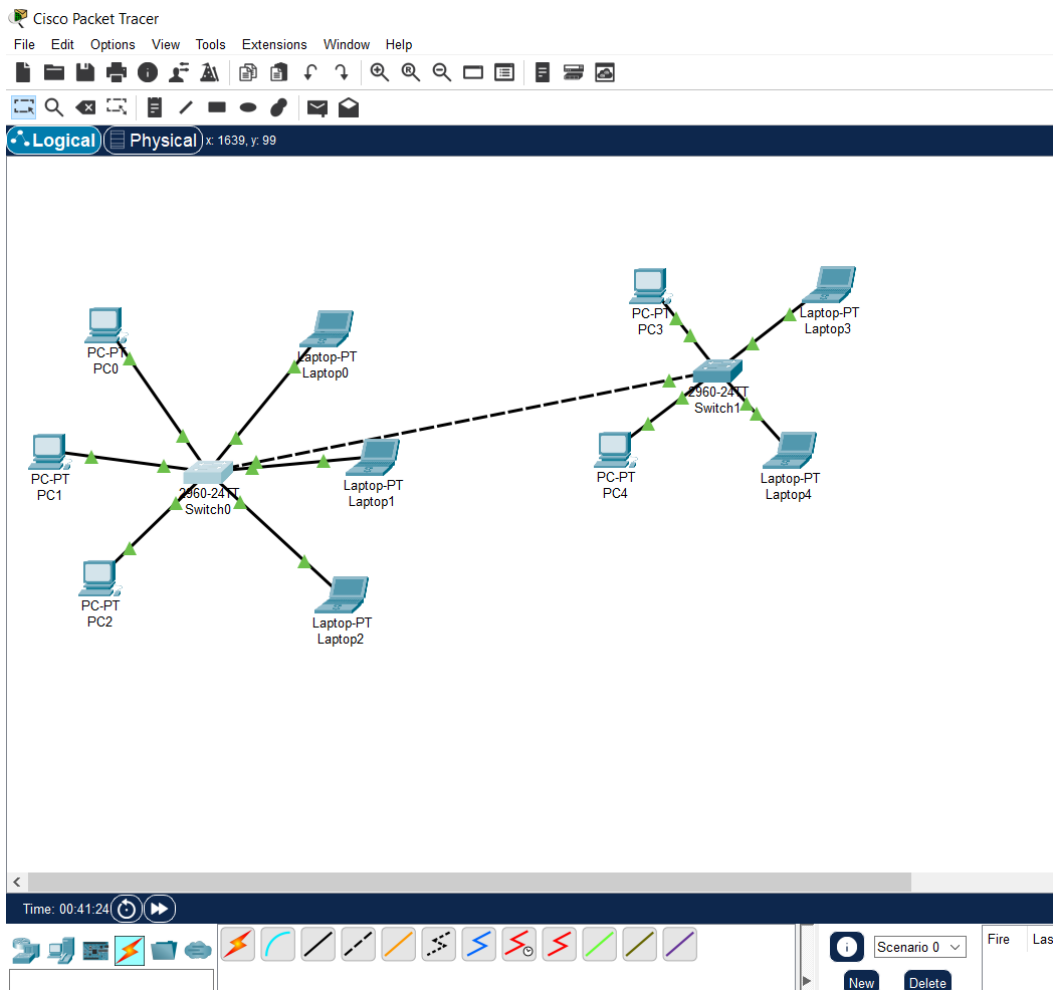 Cisco Packet Tracer
File Edit Options View Tools Extensions Window Help
Logical Physical x: 1639, y: 99
PC-PT
PC0
Laptop-PT
Laptop0
PC-PT
PC1
2960-24TT
Switch0
Laptop-PT
Laptop1
PC-PT
PC2
Laptop-PT
Laptop2
PC-PT
PC3
Laptop-PT
Laptop3
2960-24TT
Switch1
PC-PT
PC4
Laptop-PT
Laptop4
Time: 00:41:24
Scenario 0
Fire Las
New Delete